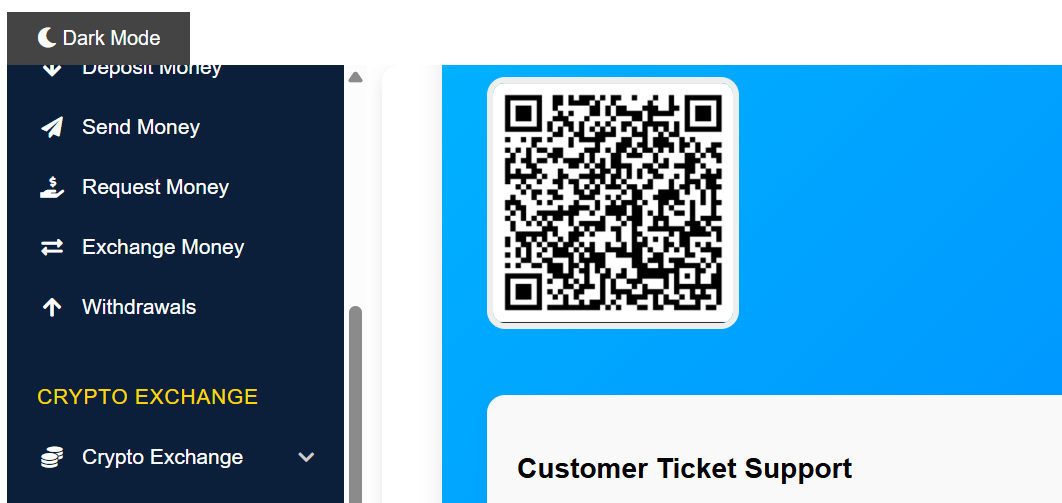 Dark Mode
Deposit Money
Send Money
Request Money
Exchange Money
Withdrawals
CRYPTO EXCHANGE
Crypto Exchange
Customer Ticket Support